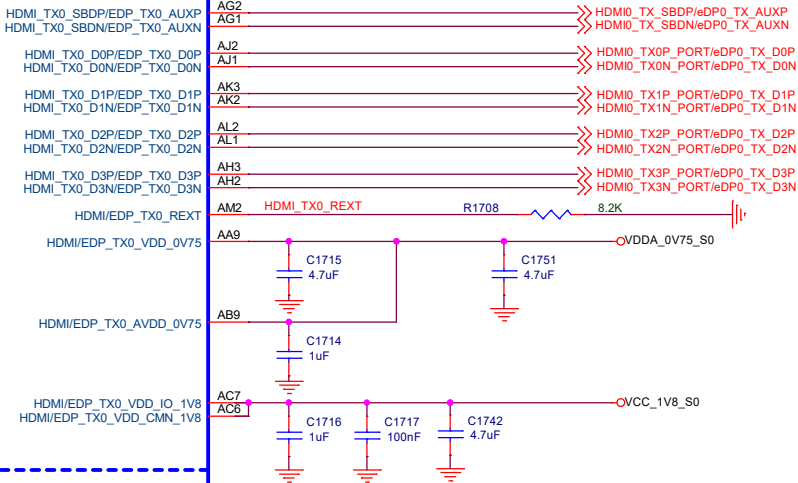 HDMI_TX0_SBDP/EDP_TX0_AUXP AG2 HDMI0_TX_SBDP/eDP0_TX_AUXP
HDMI_TX0_SBDN/EDP_TX0_AUXN AG1 HDMI0_TX_SBDN/eDP0_TX_AUXN
HDMI_TX0_D0P/EDP_TX0_D0P AJ2 HDMI0_TX0P_PORT/eDP0_TX_D0P
HDMI_TX0_D0N/EDP_TX0_D0N AJ1 HDMI0_TX0N_PORT/eDP0_TX_D0N
HDMI_TX0_D1P/EDP_TX0_D1P AK3 HDMI0_TX1P_PORT/eDP0_TX_D1P
HDMI_TX0_D1N/EDP_TX0_D1N AK2 HDMI0_TX1N_PORT/eDP0_TX_D1N
HDMI_TX0_D2P/EDP_TX0_D2P AL2 HDMI0_TX2P_PORT/eDP0_TX_D2P
HDMI_TX0_D2N/EDP_TX0_D2N AL1 HDMI0_TX2N_PORT/eDP0_TX_D2N
HDMI_TX0_D3P/EDP_TX0_D3P AH3 HDMI0_TX3P_PORT/eDP0_TX_D3P
HDMI_TX0_D3N/EDP_TX0_D3N AH2 HDMI0_TX3N_PORT/eDP0_TX_D3N
HDMI/EDP_TX0_REXT AM2 HDMI_TX0_REXT R1708 8.2K
HDMI/EDP_TX0_VDD_0V75 AA9 VDDA_0V75_S0
C1715 C1751
4.7uF 4.7uF
HDMI/EDP_TX0_AVDD_0V75 AB9
C1714
1uF
HDMI/EDP_TX0_VDD_IO_1V8 AC7 VCC_1V8_S0
HDMI/EDP_TX0_VDD_CMN_1V8 AC6
C1716 C1717 C1742
1uF 100nF 4.7uF